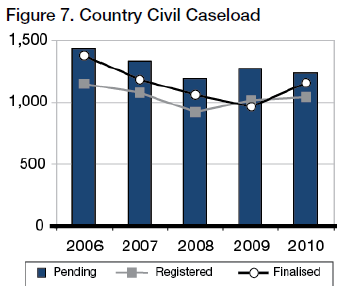 Figure 7. Country Civil Caseload
1,500
1,000
500
0
2006 2007 2008 2009 2010
Pending Registered Finalised